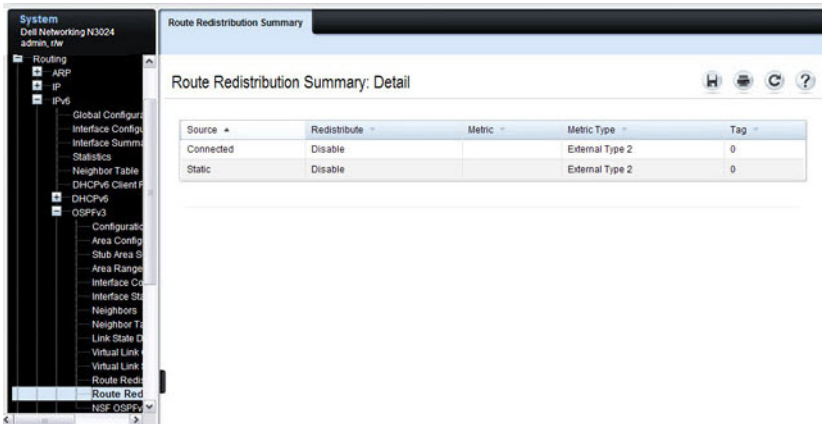 System
Dell Networking N3024
admin, r/w
Routing
ARP
IP
IPv6
Global Configura
Interface Configu
Interface Summa
Statistics
Neighbor Table
DHCPv6 Client P
DHCPv6
OSPFv3
Configuratic
Area Config
Stub Area S
Area Range
Interface Co
Interface Sta
Neighbors
Neighbor Ta
Link State D
Virtual Link
Virtual Link
Route Redis
Route Red
NSF OSPFv
Route Redistribution Summary
Route Redistribution Summary: Detail
Source Redistribute Metric Metric Type Tag
Connected Disable External Type 2 0
Static Disable External Type 2 0